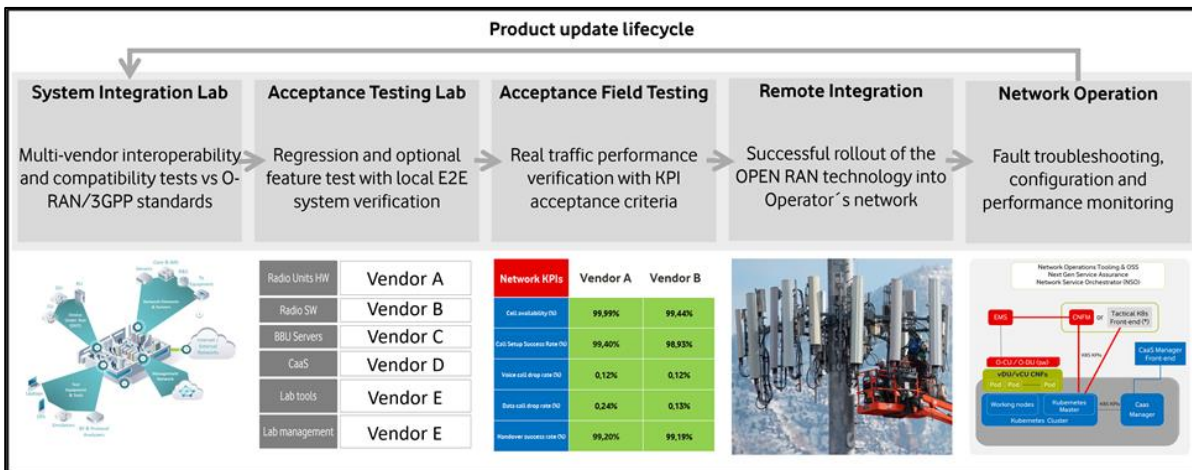 Product update lifecycle
System Integration Lab
Multi-vendor interoperability
and compatibility tests vs O-
RAN/3GPP standards
Acceptance Testing Lab
Regression and optional
feature test with local E2E
system verification
Acceptance Field Testing
Real traffic performance
verification with KPI
acceptance criteria
Remote Integration
Successful rollout of the
OPEN RAN technology into
Operator´s network
Network Operation
Fault troubleshooting,
configuration and
performance monitoring
Internet /
External
Networks
Radio Units HW Vendor A
Radio SW Vendor B
BBU Servers Vendor C
CaaS Vendor D
Lab tools Vendor E
Lab management Vendor E
Network KPIs Vendor A Vendor B
Cell availability (%) 99,99% 99,44%
Call Setup Success Rate (%) 99,40% 98,93%
Voice call drop rate (%) 0,12% 0,12%
Data call drop rate (%) 0,24% 0,13%
Handover success rate (%) 99,20% 99,19%
Network Operations Tooling & OSS
Next Gen Service Assurance
Network Service Orchestrator (NSO)
EMS
CNFM or Tactical K8s
Front-end (*)
K8S APIs
CaaS Manager
Front-end
vDU/vCU CNFs
Pod Pod Pod
Working nodes
Kubernetes
Master
K8S APIs
Caas
Manager
Kubernetes Cluster